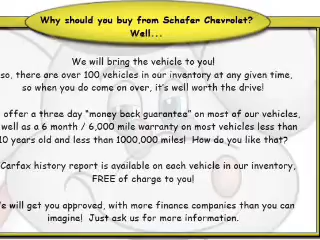 Why should you buy from Schafer Chevrolet?
Well...
We will bring the vehicle to you!
so, there are over 100 vehicles in our inventory at any given time,
so when you do come on over, it's well worth the drive!
offer a three day "money back guarantee" on most of our vehicles,
well as a 6 month / 6,000 mile warranty on most vehicles less than
10 years old and less than 1000,000 miles! How do you like that?
Carfax history report is available on each vehicle in our inventory,
FREE of charge to you!
e will get you approved, with more finance companies than you can
imagine! Just ask us for more information.